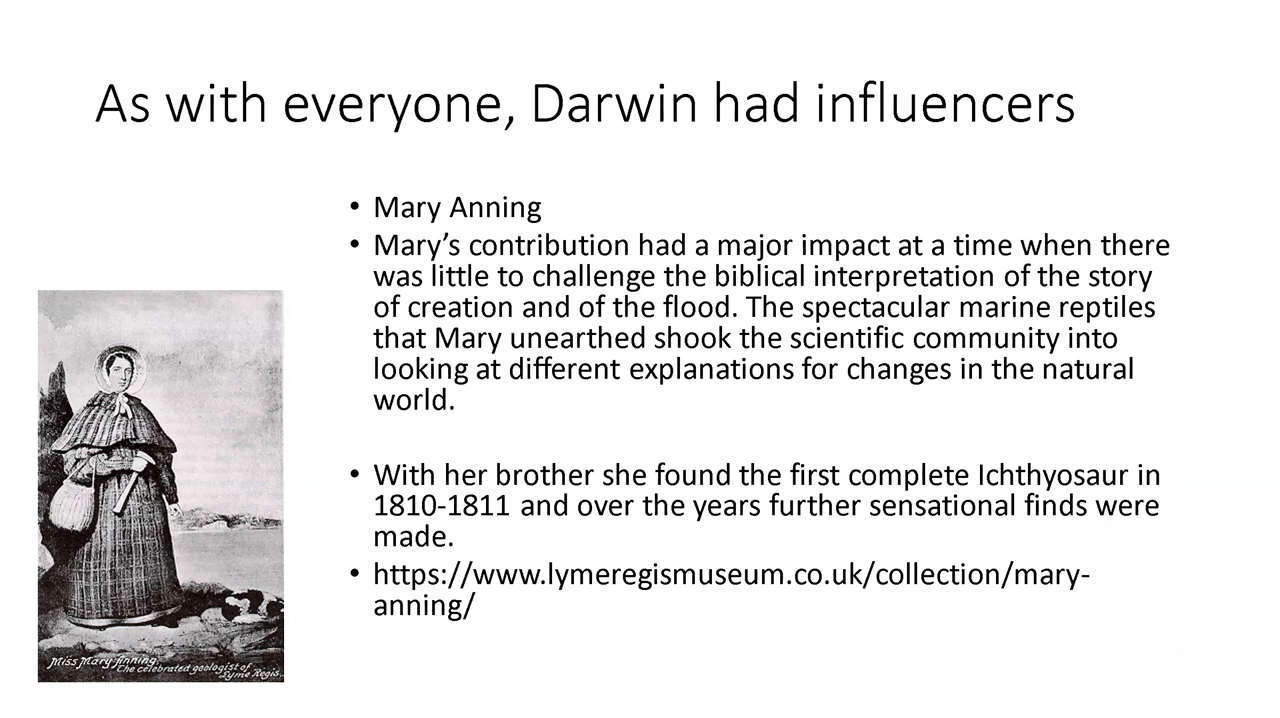 As with everyone, Darwin had influencers
• Mary Anning
• Mary’s contribution had a major impact at a time when there
was little to challenge the biblical interpretation of the story
of creation and of the flood. The spectacular marine reptiles
that Mary unearthed shook the scientific community into
looking at different explanations for changes in the natural
world.
• With her brother she found the first complete Ichthyosaur in
1810-1811 and over the years further sensational finds were
made.
• https://www.lymeregismuseum.co.uk/collection/mary-
anning/
Miss Mary Anning
The celebrated geologist of
Lyme Regis